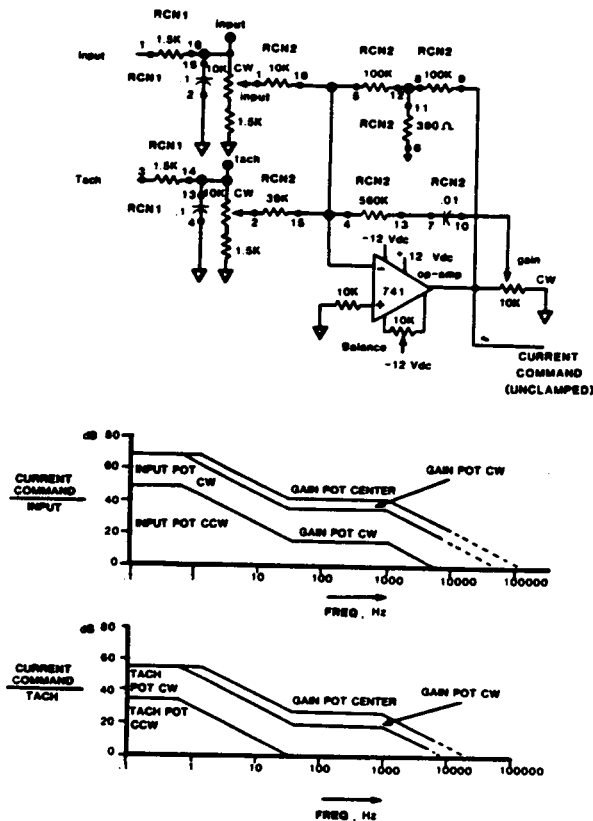 RCN1
input
1.5K
RCN2
RCN2
RCN2
Input
1
16
15
10K
CW
10K
100K
100K
RCN1
.1
2
input
1
16
5
12
8
9
11
1.5K
RCN2
390 Ω
6
RCN1
tach
1.5K
Tach
3
14
13
10K
CW
RCN2
RCN2
RCN2
RCN1
.1
4
39K
560K
.01
2
15
4
13
7
10
1.5K
-12 Vdc
+ 12 Vdc
op-amp
gain
CW
10K
-
741
+
10K
10K
Balance
-12 Vdc
CURRENT
COMMAND
(UNCLAMPED)
dB 80
60
40
20
0
CURRENT
COMMAND
INPUT
INPUT POT
CW
INPUT POT CCW
GAIN POT CENTER
GAIN POT CW
GAIN POT CW
.1
1
10
100
1000
10000
100000
FREQ, Hz
dB 80
60
40
20
0
CURRENT
COMMAND
TACH
TACH
POT CW
TACH POT
CCW
GAIN POT CENTER
GAIN POT CW
.1
1
10
100
1000
10000
100000
FREQ, Hz